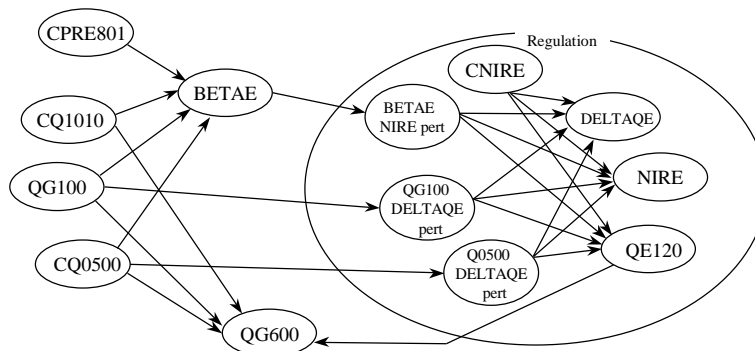 CPRE801
Regulation
CNIRE
BETAE
BETAE
NIRE pert
DELTAQE
CQ1010
QG100
NIRE
QG100
DELTAQE
pert
CQ0500
Q0500
DELTAQE
pert
QE120
QG600